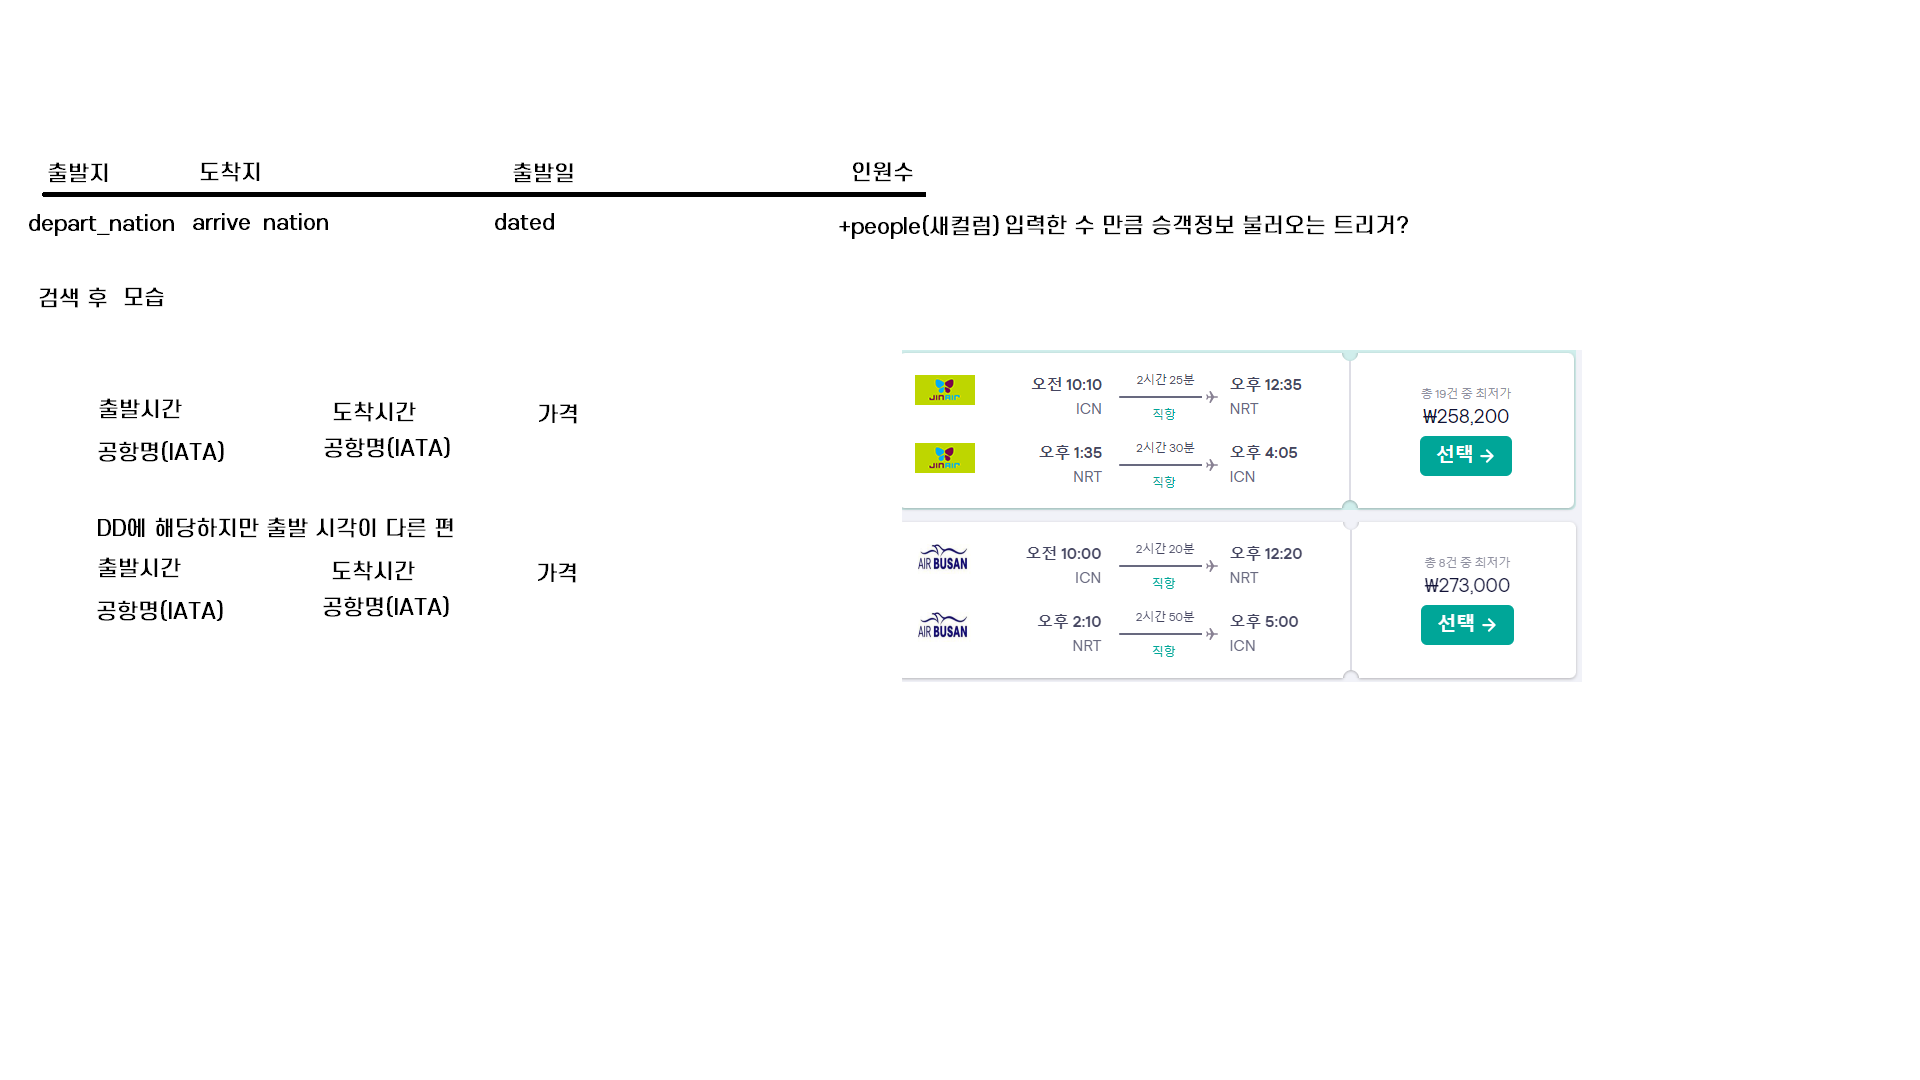 출발지 도착지 출발일 인원수
depart_nation arrive nation dated +people(새컬럼) 입력한 수 만큼 승객정보 불러오는 트리거?
검색 후 모습
출발시간 도착시간 가격
공항명(IATA) 공항명(IATA)
DD에 해당하지만 출발 시각이 다른 편
출발시간 도착시간 가격
공항명(IATA) 공항명(IATA)
JINAIR
오전 10:10 2시간 25분 오후 12:35
ICN 직항 NRT
JINAIR
오후 1:35 2시간 30분 오후 4:05
NRT 직항 ICN
총 19건 중 최저가
₩258,200
선택 →
AIR BUSAN
오전 10:00 2시간 20분 오후 12:20
ICN 직항 NRT
AIR BUSAN
오후 2:10 2시간 50분 오후 5:00
NRT 직항 ICN
총 8건 중 최저가
₩273,000
선택 →